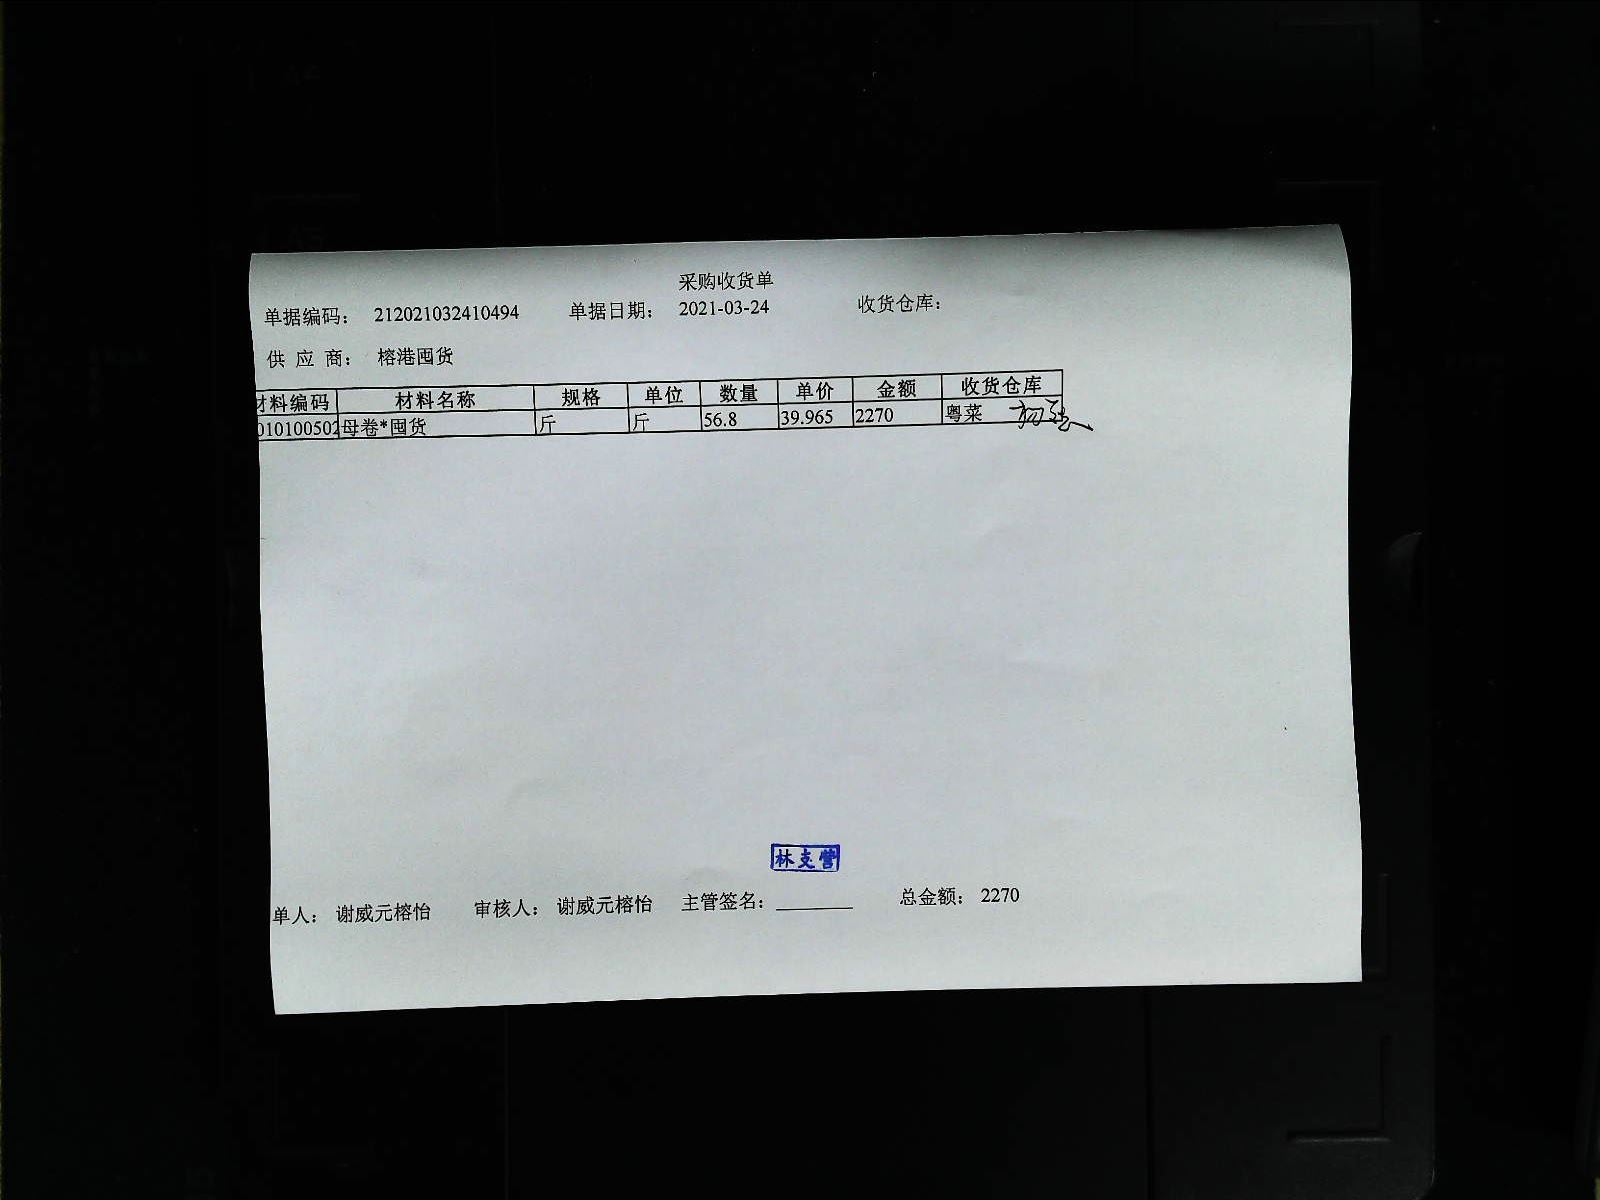 采购收货单
单据编码： 212021032410494 单据日期： 2021-03-24 收货仓库：
供 应 商： 榕港囤货
材料编码 材料名称 规格 单位 数量 单价 金额 收货仓库
010100502 母卷*囤货 斤 斤 56.8 39.965 2270 粤菜
林支营
单人： 谢威元榕怡 审核人： 谢威元榕怡 主管签名： 总金额： 2270